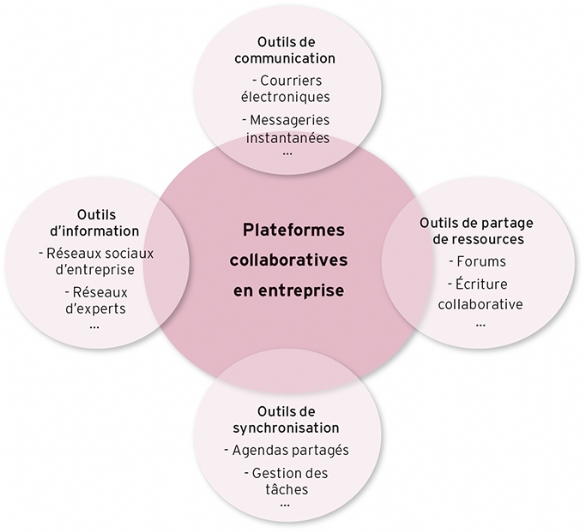 Outils de
communication
- Courriers
électroniques
- Messageries
instantanées
...
Outils
d'information
- Réseaux sociaux
d'entreprise
- Réseaux
d'experts
...
Plateformes
collaboratives
en entreprise
Outils de partage
de ressources
- Forums
- Écriture
collaborative
...
Outils de
synchronisation
- Agendas partagés
- Gestion des
tâches
...